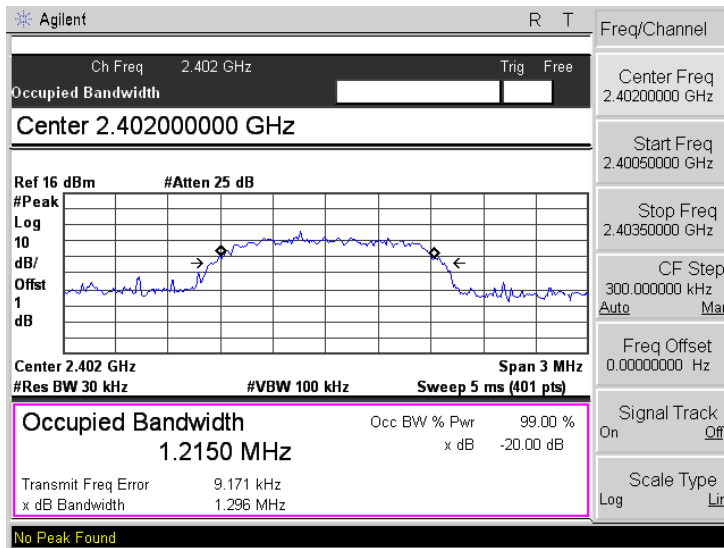 Agilent R T
Ch Freq 2.402 GHz Trig Free
Occupied Bandwidth
Center 2.402000000 GHz
Ref 16 dBm #Atten 25 dB
#Peak
Log
10
dB/
Offst
1
dB
Center 2.402 GHz Span 3 MHz
#Res BW 30 kHz #VBW 100 kHz Sweep 5 ms (401 pts)
Occupied Bandwidth Occ BW % Pwr 99.00 %
1.2150 MHz x dB -20.00 dB
Transmit Freq Error 9.171 kHz
x dB Bandwidth 1.296 MHz
No Peak Found
Freq/Channel
Center Freq
2.40200000 GHz
Start Freq
2.40050000 GHz
Stop Freq
2.40350000 GHz
CF Step
300.000000 kHz
Auto Man
Freq Offset
0.00000000 Hz
Signal Track
On Off
Scale Type
Log Lin